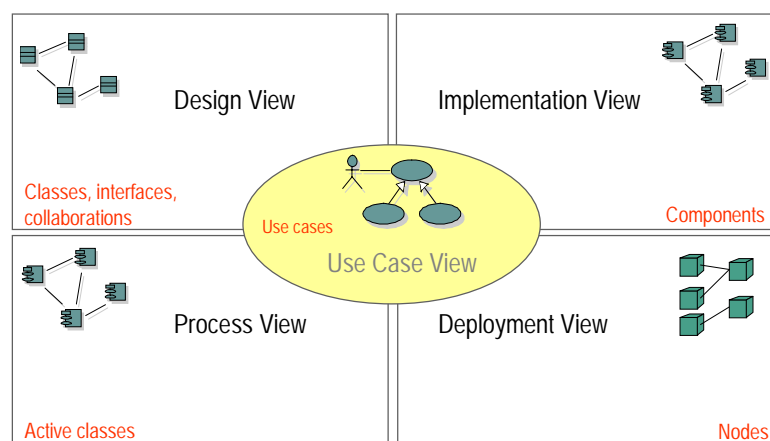 Design View
Implementation View
Classes, interfaces,
collaborations
Components
Use cases
Use Case View
Process View
Deployment View
Active classes
Nodes